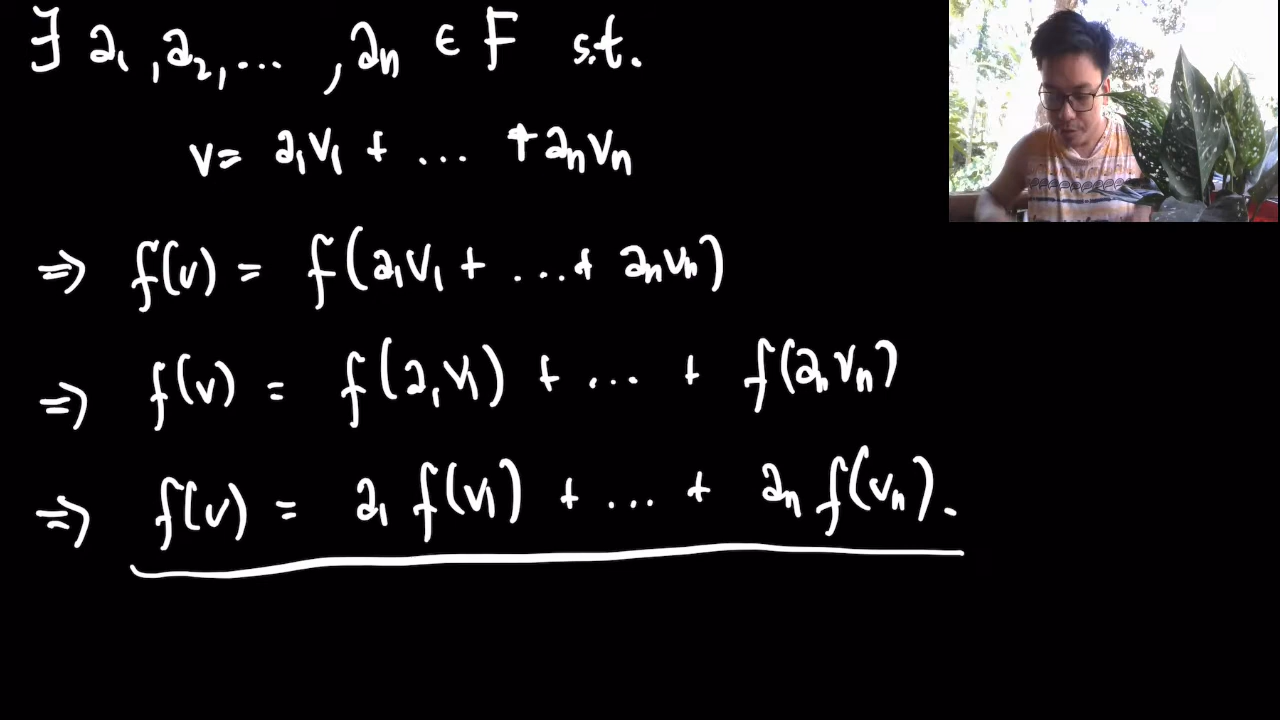 ∃ a₁, a₂, ... , aₙ ∈ F s.t.
v = a₁v₁ + ... + aₙvₙ
⇒ f(v) = f(a₁v₁ + ... + aₙvₙ)
⇒ f(v) = f(a₁v₁) + ... + f(aₙvₙ)
⇒ f(v) = a₁ f(v₁) + ... + aₙ f(vₙ).